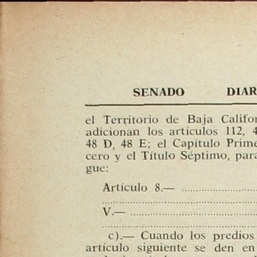 SENADO DIAR
el Territorio de Baja Califor
adicionan los artículos 112, 4
48 D, 48 E; el Capítulo Prime
cero y el Título Séptimo, para
gue:
Artículo 8.— ........................
........................................
V.— ....................................
........................................
c).— Cuando los predios
artículo siguiente se den en